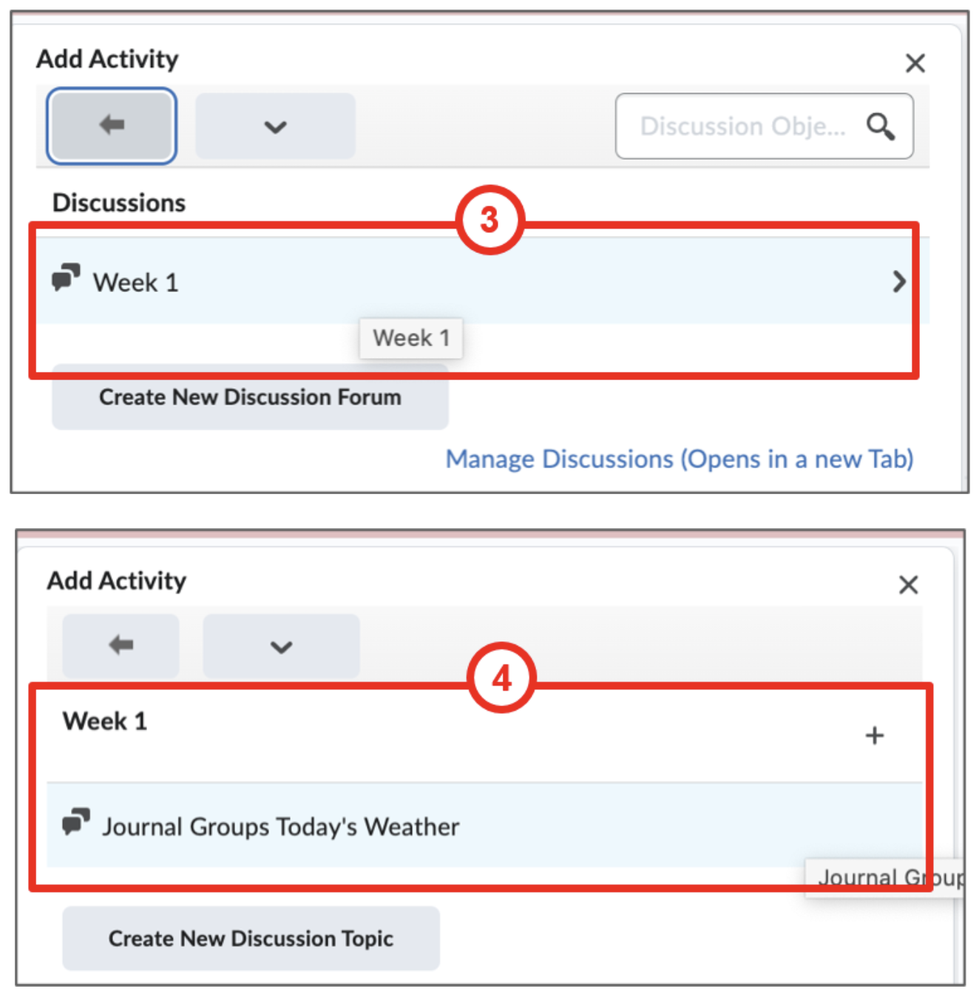 Add Activity
Discussion Obje...
Discussions
3
Week 1
Week 1
Create New Discussion Forum
Manage Discussions (Opens in a new Tab)
Add Activity
4
Week 1
Journal Groups Today's Weather
Journal Group
Create New Discussion Topic